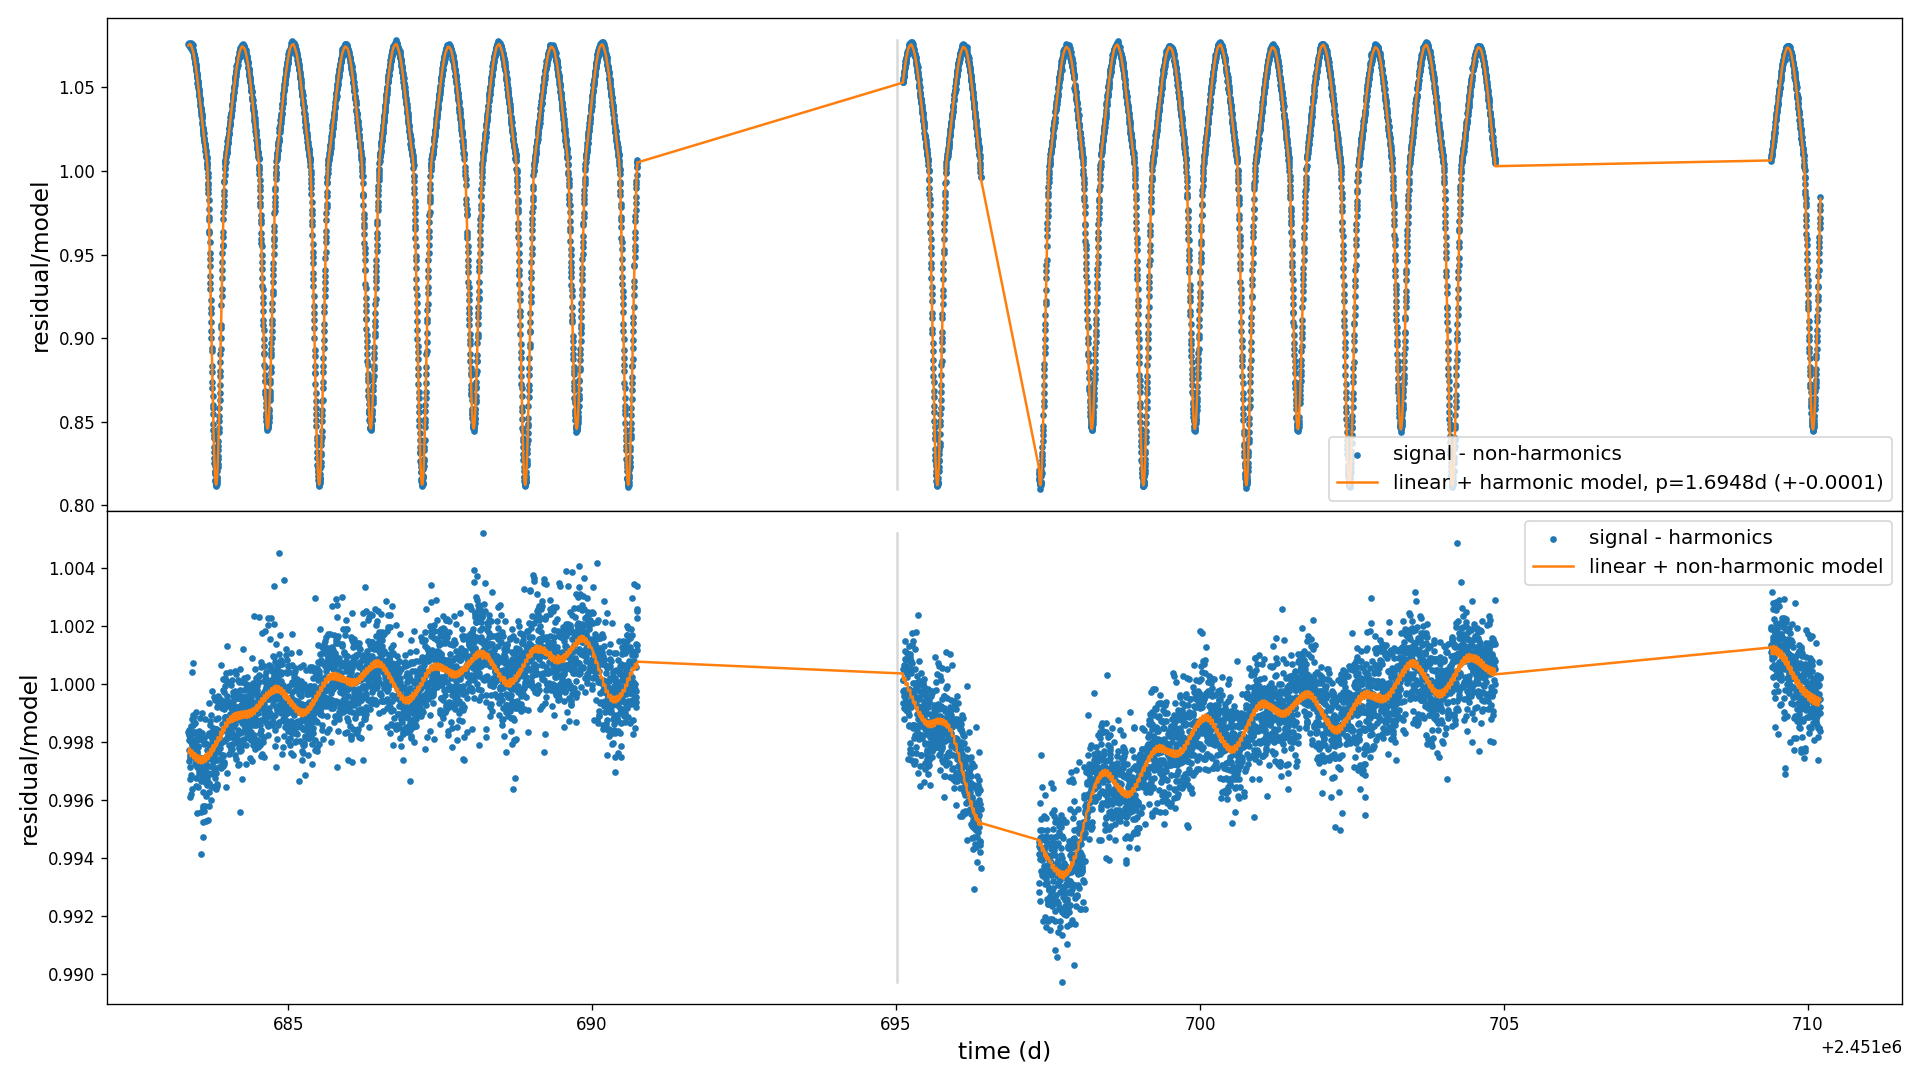 residual/model
1.05
1.00
0.95
0.90
0.85
0.80
signal - non-harmonics
linear + harmonic model, p=1.6948d (+-0.0001)
residual/model
1.004
1.002
1.000
0.998
0.996
0.994
0.992
0.990
signal - harmonics
linear + non-harmonic model
685 690 695 700 705 710
time (d)
+2.451e6